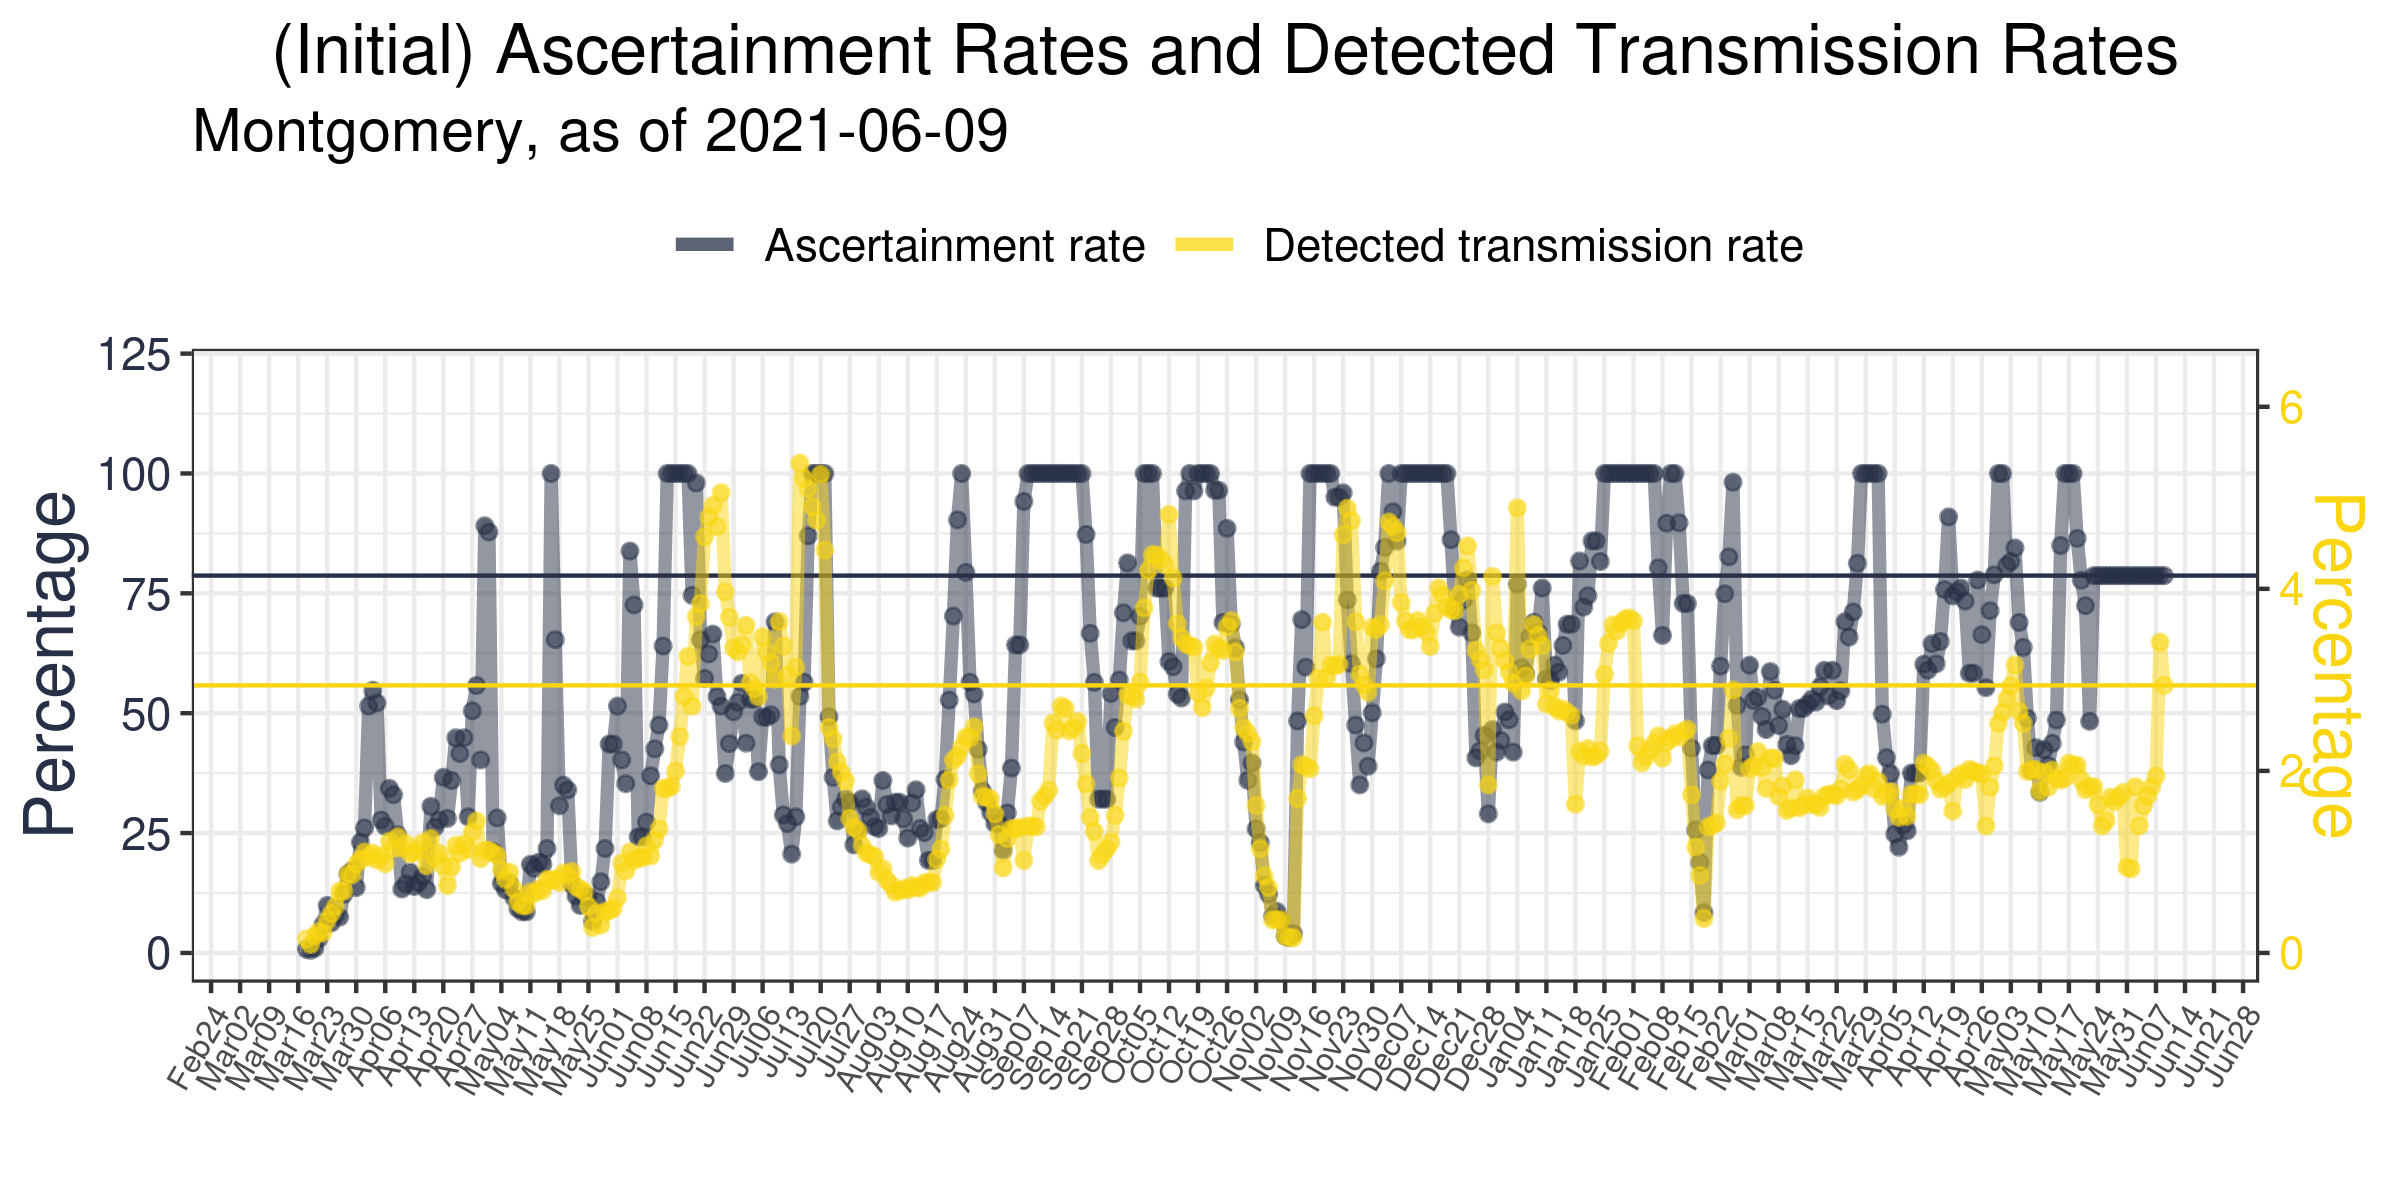 (Initial) Ascertainment Rates and Detected Transmission Rates
Montgomery, as of 2021-06-09
Ascertainment rate
Detected transmission rate
Percentage
125
100
75
50
25
0
6
4
2
0
Percentage
Feb24
Mar02
Mar09
Mar16
Mar23
Mar30
Apr06
Apr13
Apr20
Apr27
May04
May11
May18
May25
Jun01
Jun08
Jun15
Jun22
Jun29
Jul06
Jul13
Jul20
Jul27
Aug03
Aug10
Aug17
Aug24
Aug31
Sep07
Sep14
Sep21
Sep28
Oct05
Oct12
Oct19
Oct26
Nov02
Nov09
Nov16
Nov23
Nov30
Dec07
Dec14
Dec21
Dec28
Jan04
Jan11
Jan18
Jan25
Feb01
Feb08
Feb15
Feb22
Mar01
Mar08
Mar15
Mar22
Mar29
Apr05
Apr12
Apr19
Apr26
May03
May10
May17
May24
May31
Jun07
Jun14
Jun21
Jun28